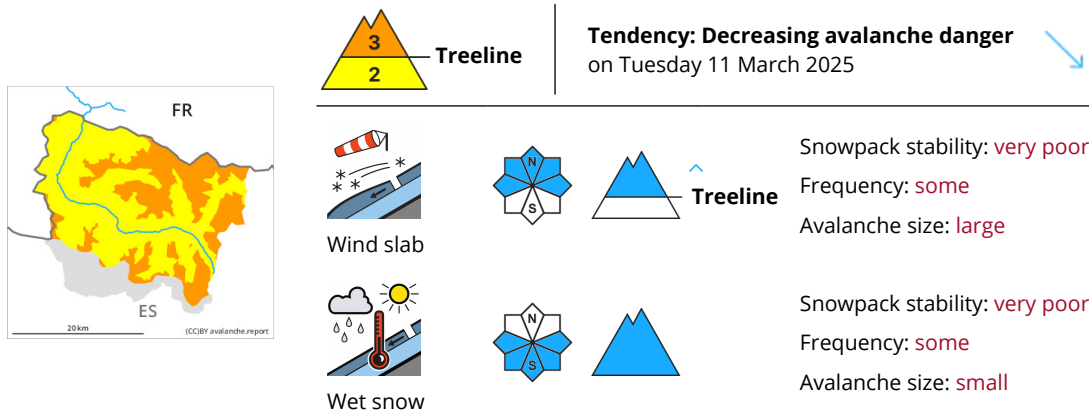 3
2
Treeline
Tendency: Decreasing avalanche danger
on Tuesday 11 March 2025
FR
ES
20 km
(CC)BY avalanche.report
Wind slab
N
S
Treeline
Snowpack stability: very poor
Frequency: some
Avalanche size: large
Wet snow
N
S
Snowpack stability: very poor
Frequency: some
Avalanche size: small